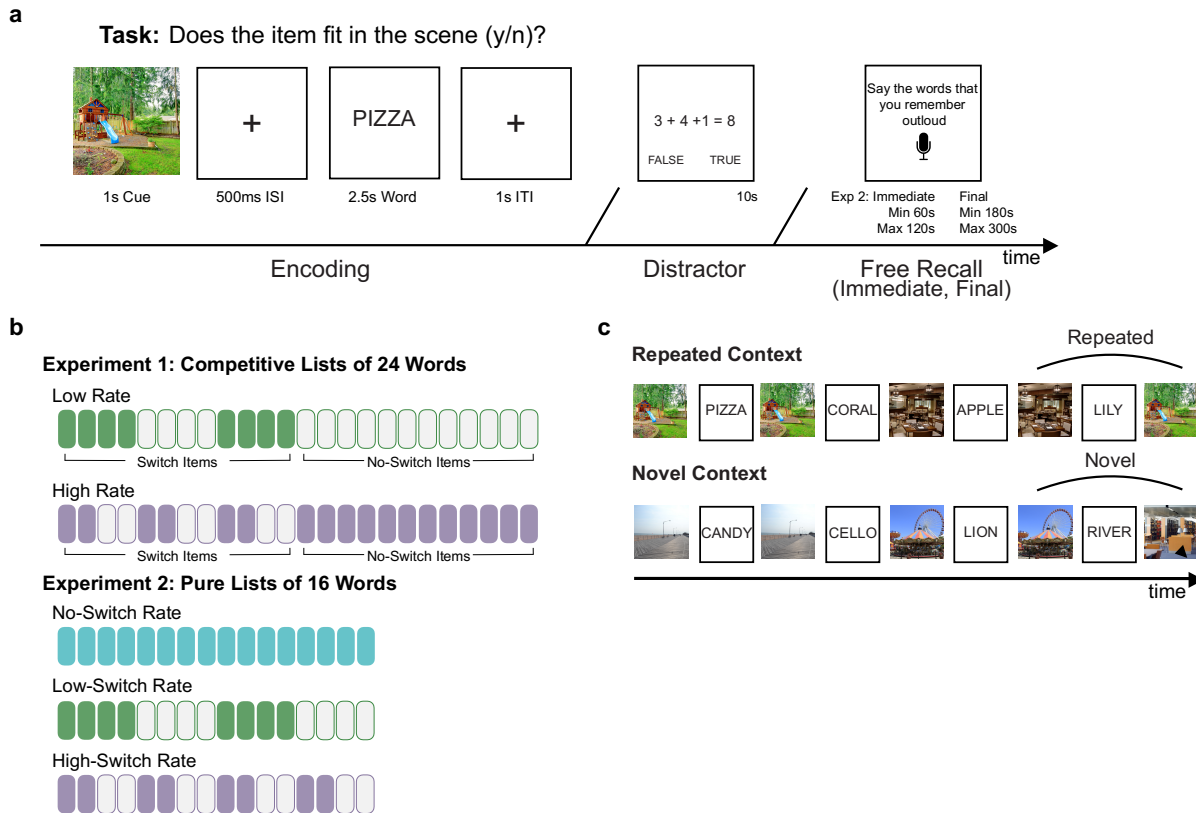 a
Task: Does the item fit in the scene (y/n)?
+
PIZZA
+
3 + 4 +1 = 8
FALSE TRUE
Say the words that
you remember
outloud
1s Cue
500ms ISI
2.5s Word
1s ITI
10s
Exp 2: Immediate Final
Min 60s Min 180s
Max 120s Max 300s
time
Encoding
Distractor
Free Recall
(Immediate, Final)
b
Experiment 1: Competitive Lists of 24 Words
Low Rate
Switch Items No-Switch Items
High Rate
Switch Items No-Switch Items
Experiment 2: Pure Lists of 16 Words
No-Switch Rate
Low-Switch Rate
High-Switch Rate
c
Repeated Context
Repeated
PIZZA CORAL APPLE LILY
Novel Context
Novel
CANDY CELLO LION RIVER
time